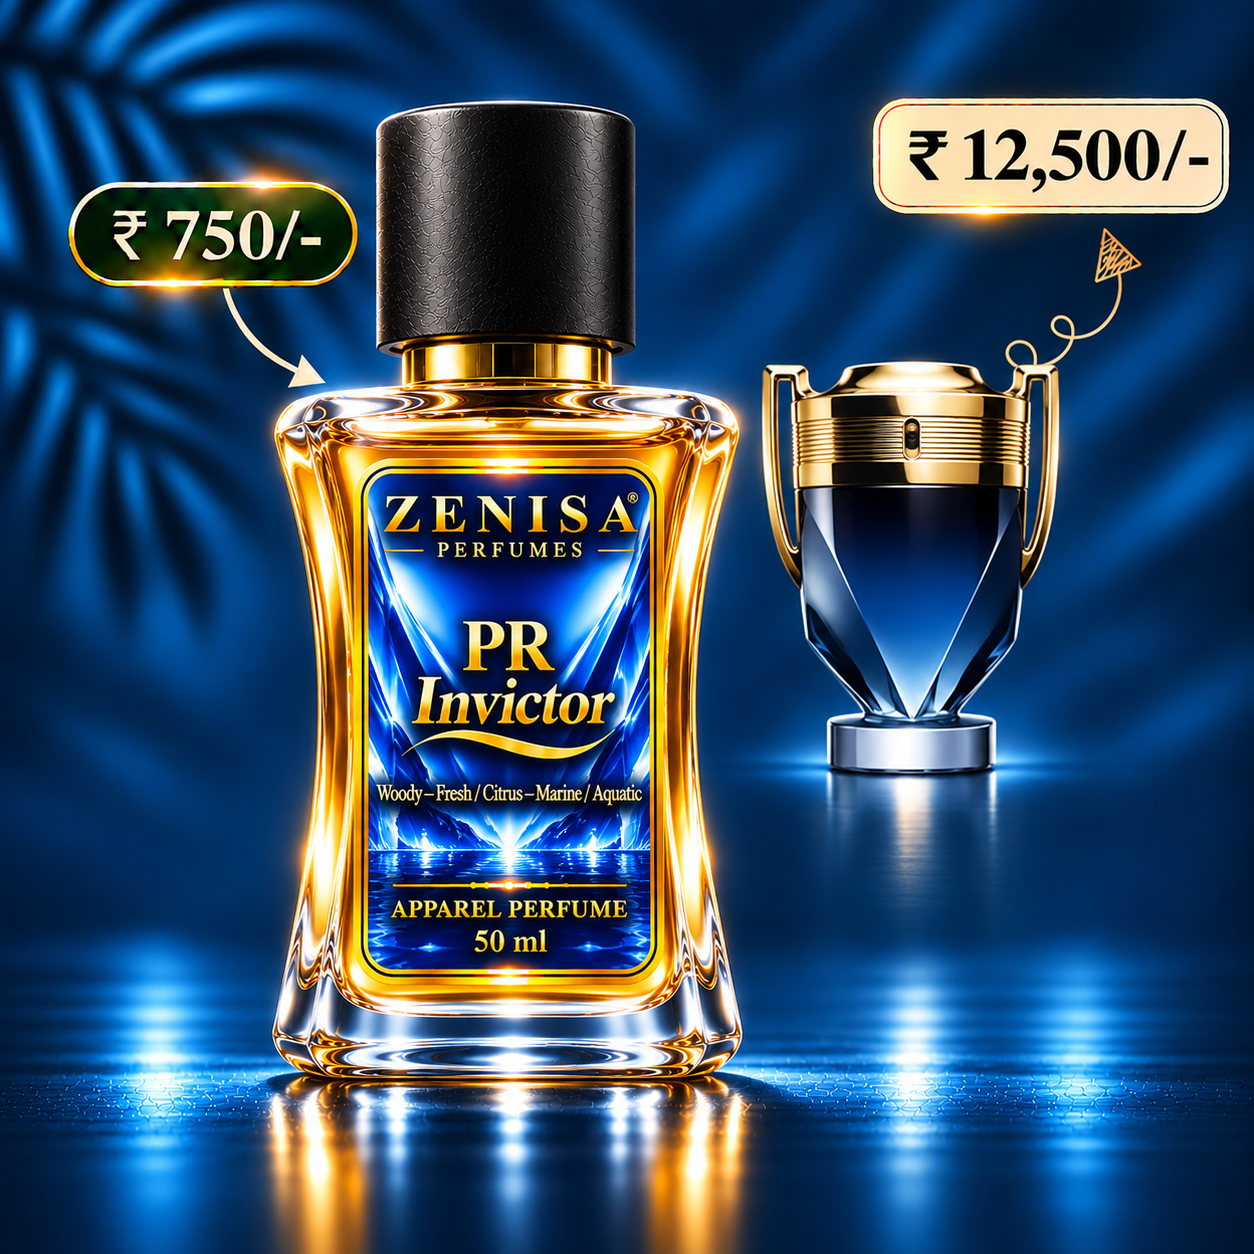 ₹ 750/-
₹ 12,500/-
ZENISA®
PERFUMES
PR
Invictor
Woody – Fresh / Citrus – Marine / Aquatic
APPAREL PERFUME
50 ml